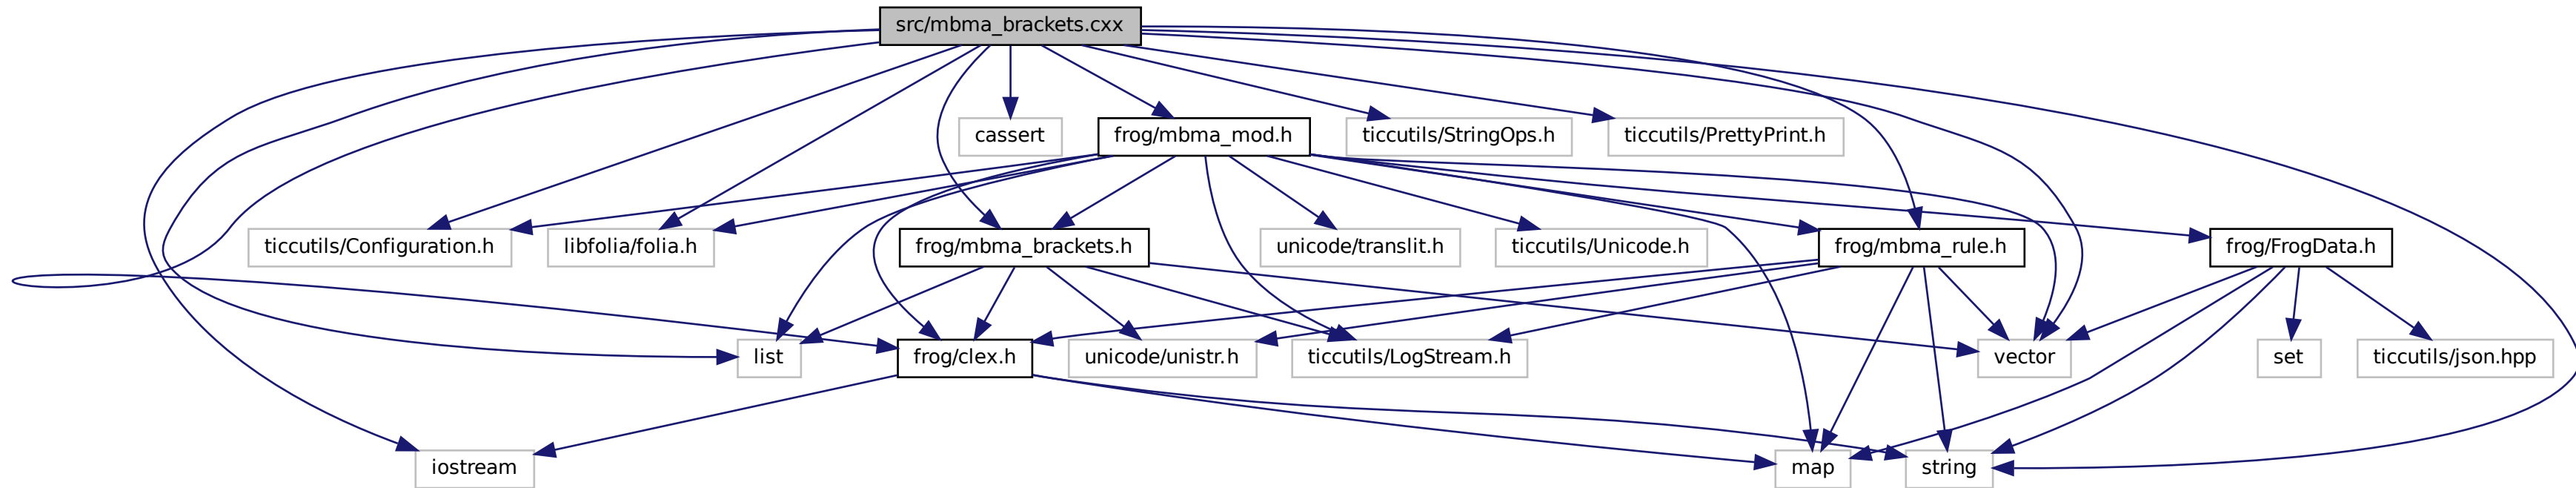 src/mbma_brackets.cxx
cassert
frog/mbma_mod.h
ticcutils/StringOps.h
ticcutils/PrettyPrint.h
ticcutils/Configuration.h
libfolia/folia.h
frog/mbma_brackets.h
unicode/translit.h
ticcutils/Unicode.h
frog/mbma_rule.h
frog/FrogData.h
list
frog/clex.h
unicode/unistr.h
ticcutils/LogStream.h
vector
set
ticcutils/json.hpp
iostream
map
string